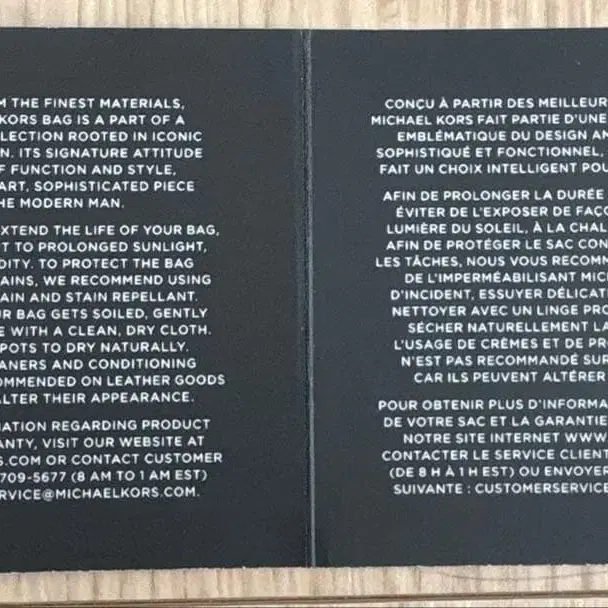 M THE FINEST MATERIALS,
KORS BAG IS A PART OF A
LLECTION ROOTED IN ICONIC
N. ITS SIGNATURE ATTITUDE
F FUNCTION AND STYLE,
ART, SOPHISTICATED PIECE
HE MODERN MAN.
XTEND THE LIFE OF YOUR BAG,
T TO PROLONGED SUNLIGHT,
DITY. TO PROTECT THE BAG
AINS, WE RECOMMEND USING
AIN AND STAIN REPELLANT.
UR BAG GETS SOILED, GENTLY
E WITH A CLEAN, DRY CLOTH.
POTS TO DRY NATURALLY.
EANERS AND CONDITIONING
OMMENDED ON LEATHER GOODS
ALTER THEIR APPEARANCE.
MATION REGARDING PRODUCT
ANTY, VISIT OUR WEBSITE AT
S.COM OR CONTACT CUSTOMER
709-5677 (8 AM TO 1 AM EST)
RVICE@MICHAELKORS.COM.
CONÇU À PARTIR DES MEILLEUR
MICHAEL KORS FAIT PARTIE D'UNE
EMBLÉMATIQUE DU DESIGN AM
SOPHISTIQUÉ ET FONCTIONNEL,
FAIT UN CHOIX INTELLIGENT POU
AFIN DE PROLONGER LA DURÉE
ÉVITER DE L'EXPOSER DE FAÇO
LUMIÈRE DU SOLEIL, À LA CHAL
AFIN DE PROTÉGER LE SAC CON
LES TÂCHES, NOUS VOUS RECOMM
DE L'IMPERMÉABILISANT MIC
D'INCIDENT, ESSUYER DÉLICAT
NETTOYER AVEC UN LINGE PRO
SÉCHER NATURELLEMENT LA
L'USAGE DE CRÈMES ET DE PRO
N'EST PAS RECOMMANDÉ SUR
CAR ILS PEUVENT ALTÉRER
POUR OBTENIR PLUS D'INFORMA
DE VOTRE SAC ET LA GARANTIE
NOTRE SITE INTERNET WWW
CONTACTER LE SERVICE CLIENT
(DE 8 H À 1 H EST) OU ENVOYER
SUIVANTE : CUSTOMERSERVICE